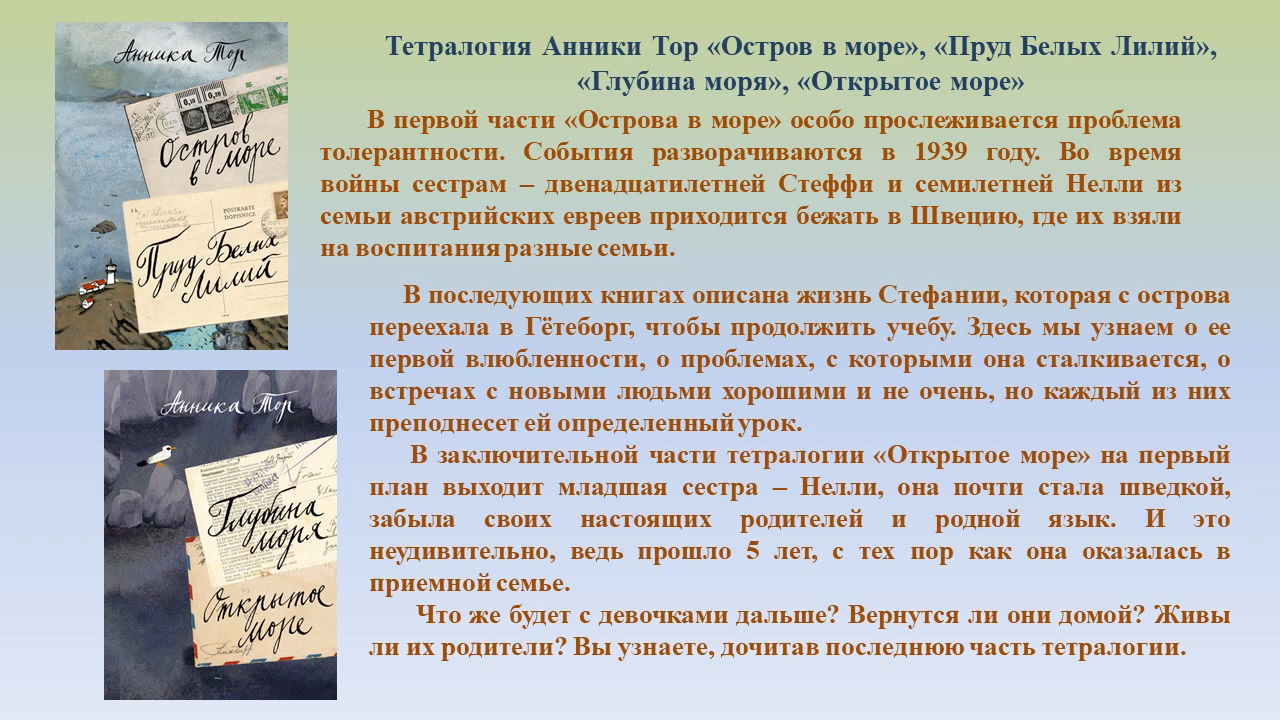 Тетралогия Анники Тор «Остров в море», «Пруд Белых Лилий»,
«Глубина моря», «Открытое море»
В первой части «Острова в море» особо прослеживается проблема
толерантности. События разворачиваются в 1939 году. Во время
войны сестрам – двенадцатилетней Стеффи и семилетней Нелли из
семьи австрийских евреев приходится бежать в Швецию, где их взяли
на воспитания разные семьи.
В последующих книгах описана жизнь Стефании, которая с острова
переехала в Гётеборг, чтобы продолжить учебу. Здесь мы узнаем о ее
первой влюбленности, о проблемах, с которыми она сталкивается, о
встречах с новыми людьми хорошими и не очень, но каждый из них
преподнесет ей определенный урок.
В заключительной части тетралогии «Открытое море» на первый
план выходит младшая сестра – Нелли, она почти стала шведкой,
забыла своих настоящих родителей и родной язык. И это
неудивительно, ведь прошло 5 лет, с тех пор как она оказалась в
приемной семье.
Что же будет с девочками дальше? Вернутся ли они домой? Живы
ли их родители? Вы узнаете, дочитав последнюю часть тетралогии.
Анника Тор
Остров
в море
POSTKARTE
DOPISNICE
Пруд Белых
Лилий
Анника Тор
Глубина
моря
Открытое
море